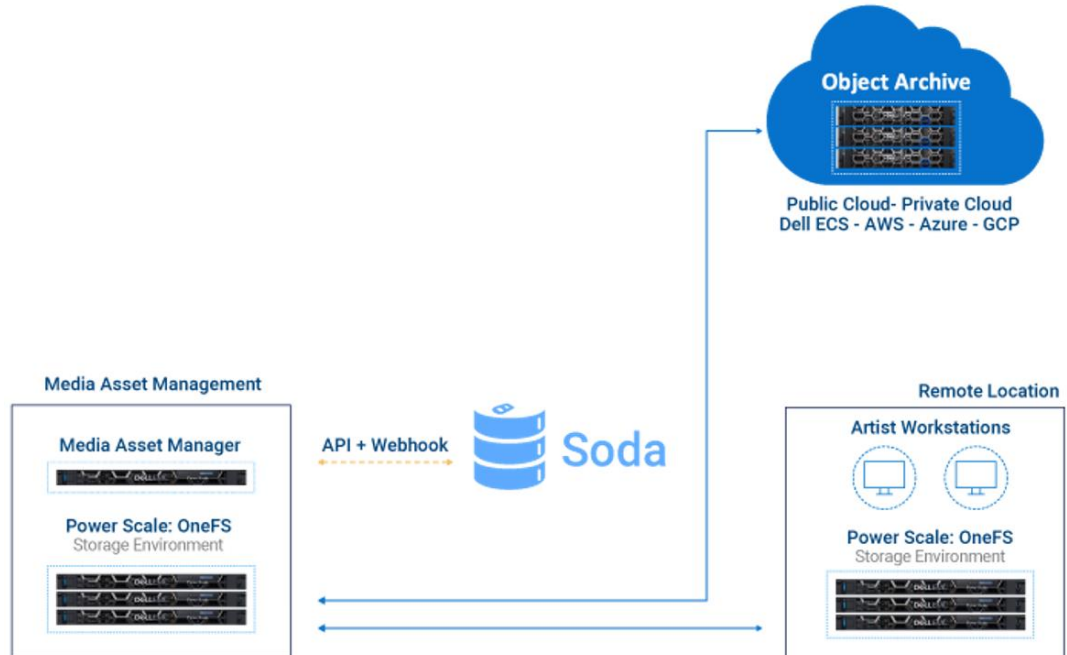 Object Archive
Public Cloud- Private Cloud
Dell ECS - AWS - Azure - GCP
Media Asset Management
Media Asset Manager
API + Webhook
Soda
Power Scale: OneFS
Storage Environment
Remote Location
Artist Workstations
Power Scale: OneFS
Storage Environment